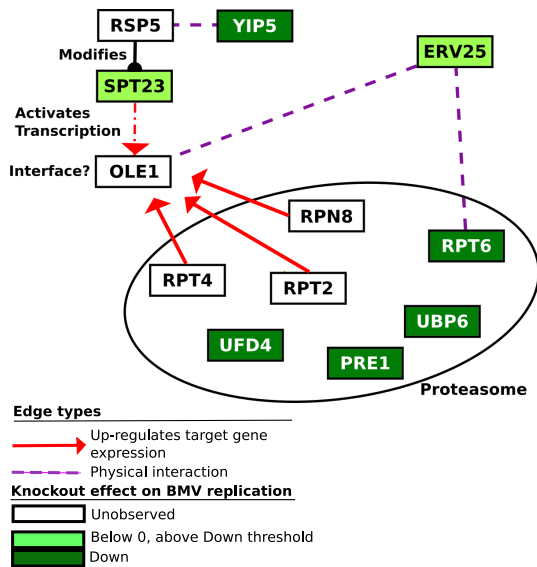 RSP5
YIP5
Modifies
ERV25
SPT23
Activates
Transcription
Interface?
OLE1
RPN8
RPT6
RPT4
RPT2
UBP6
UFD4
PRE1
Proteasome
Edge types
Up-regulates target gene
expression
Physical interaction
Knockout effect on BMV replication
Unobserved
Below 0, above Down threshold
Down